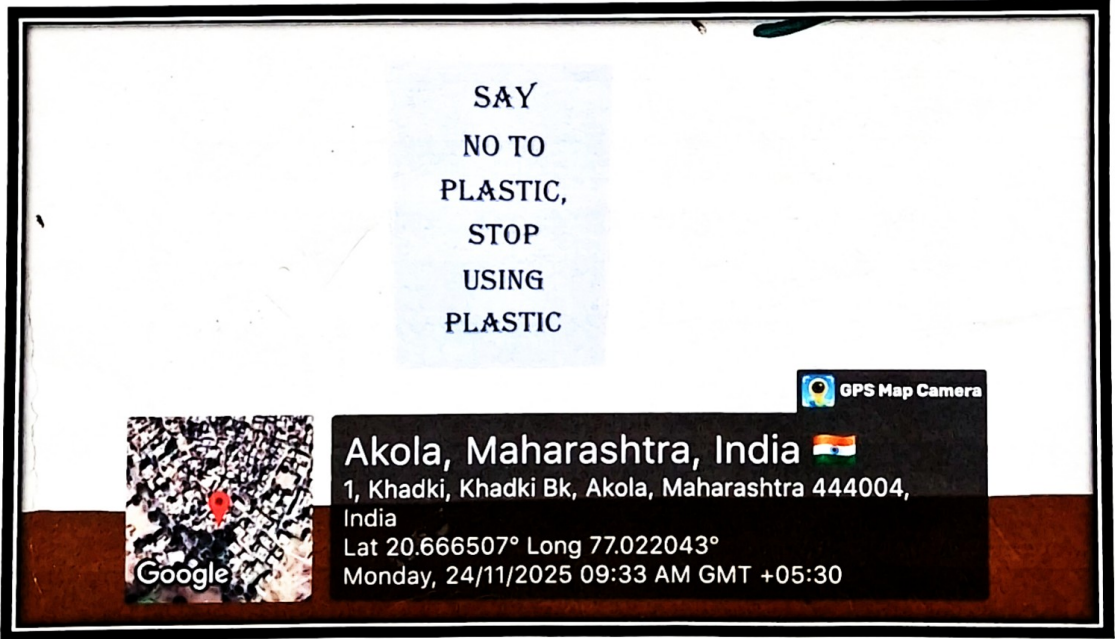 SAY
NO TO
PLASTIC,
STOP
USING
PLASTIC
GPS Map Camera
Akola, Maharashtra, India
1, Khadki, Khadki Bk, Akola, Maharashtra 444004,
India
Lat 20.666507° Long 77.022043°
Monday, 24/11/2025 09:33 AM GMT +05:30
Google